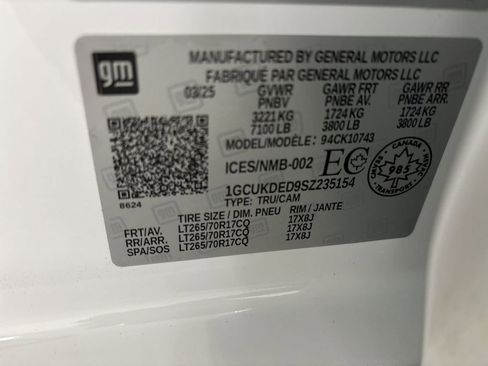 gm
MANUFACTURED BY GENERAL MOTORS LLC
FABRIQUÉ PAR GENERAL MOTORS LLC
03/25 GVWR GAWR FRT GAWR RR
PNBV PNBE AV. PNBE ARR.
3221 KG 1724 KG 1724 KG
7100 LB 3800 LB 3800 LB
MODEL/MODÈLE: 94CK10743
ICES/NMB-002 EC CANADA 985
1GCUKDED9SZ235154
TYPE: TRU/CAM
8624
TIRE SIZE / DIM. PNEU RIM / JANTE
FRT/AV. LT265/70R17CQ 17X8J
RR/ARR. LT265/70R17CQ 17X8J
SPA/SOS LT265/70R17CQ 17X8J